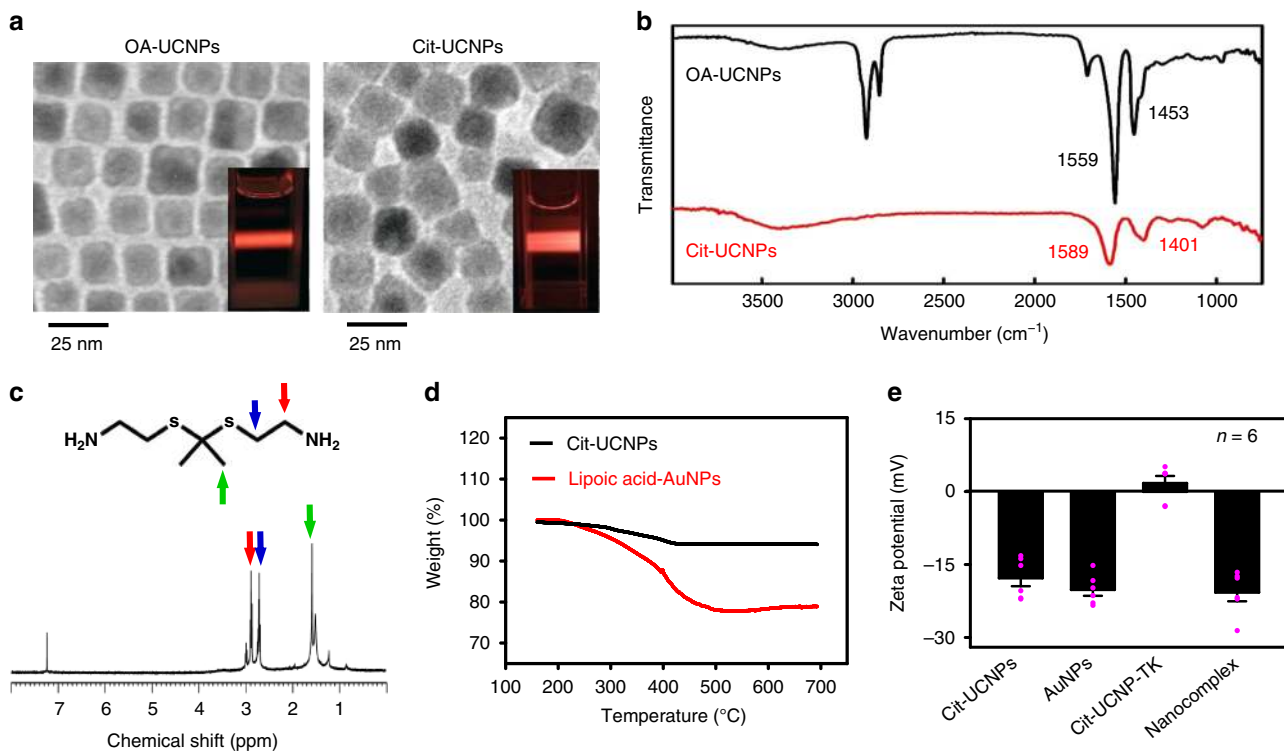 a
OA-UCNPs
Cit-UCNPs
25 nm
25 nm
b
OA-UCNPs
1453
1559
Cit-UCNPs
1589
1401
Transmittance
3500 3000 2000 1500 1000
Wavenumber (cm⁻¹)
c
S S
H₂N NH₂
7 6 5 4 3 2 1
Chemical shift (ppm)
d
Cit-UCNPs
Lipoic acid-AuNPs
Weight (%)
120
110
100
90
80
70
100 200 300 400 500 600 700
Temperature (°C)
e
n = 6
Zeta potential (mV)
15
0
−15
−30
Cit-UCNPs
AuNPs
Cit-UCNP-TK
Nanocomplex